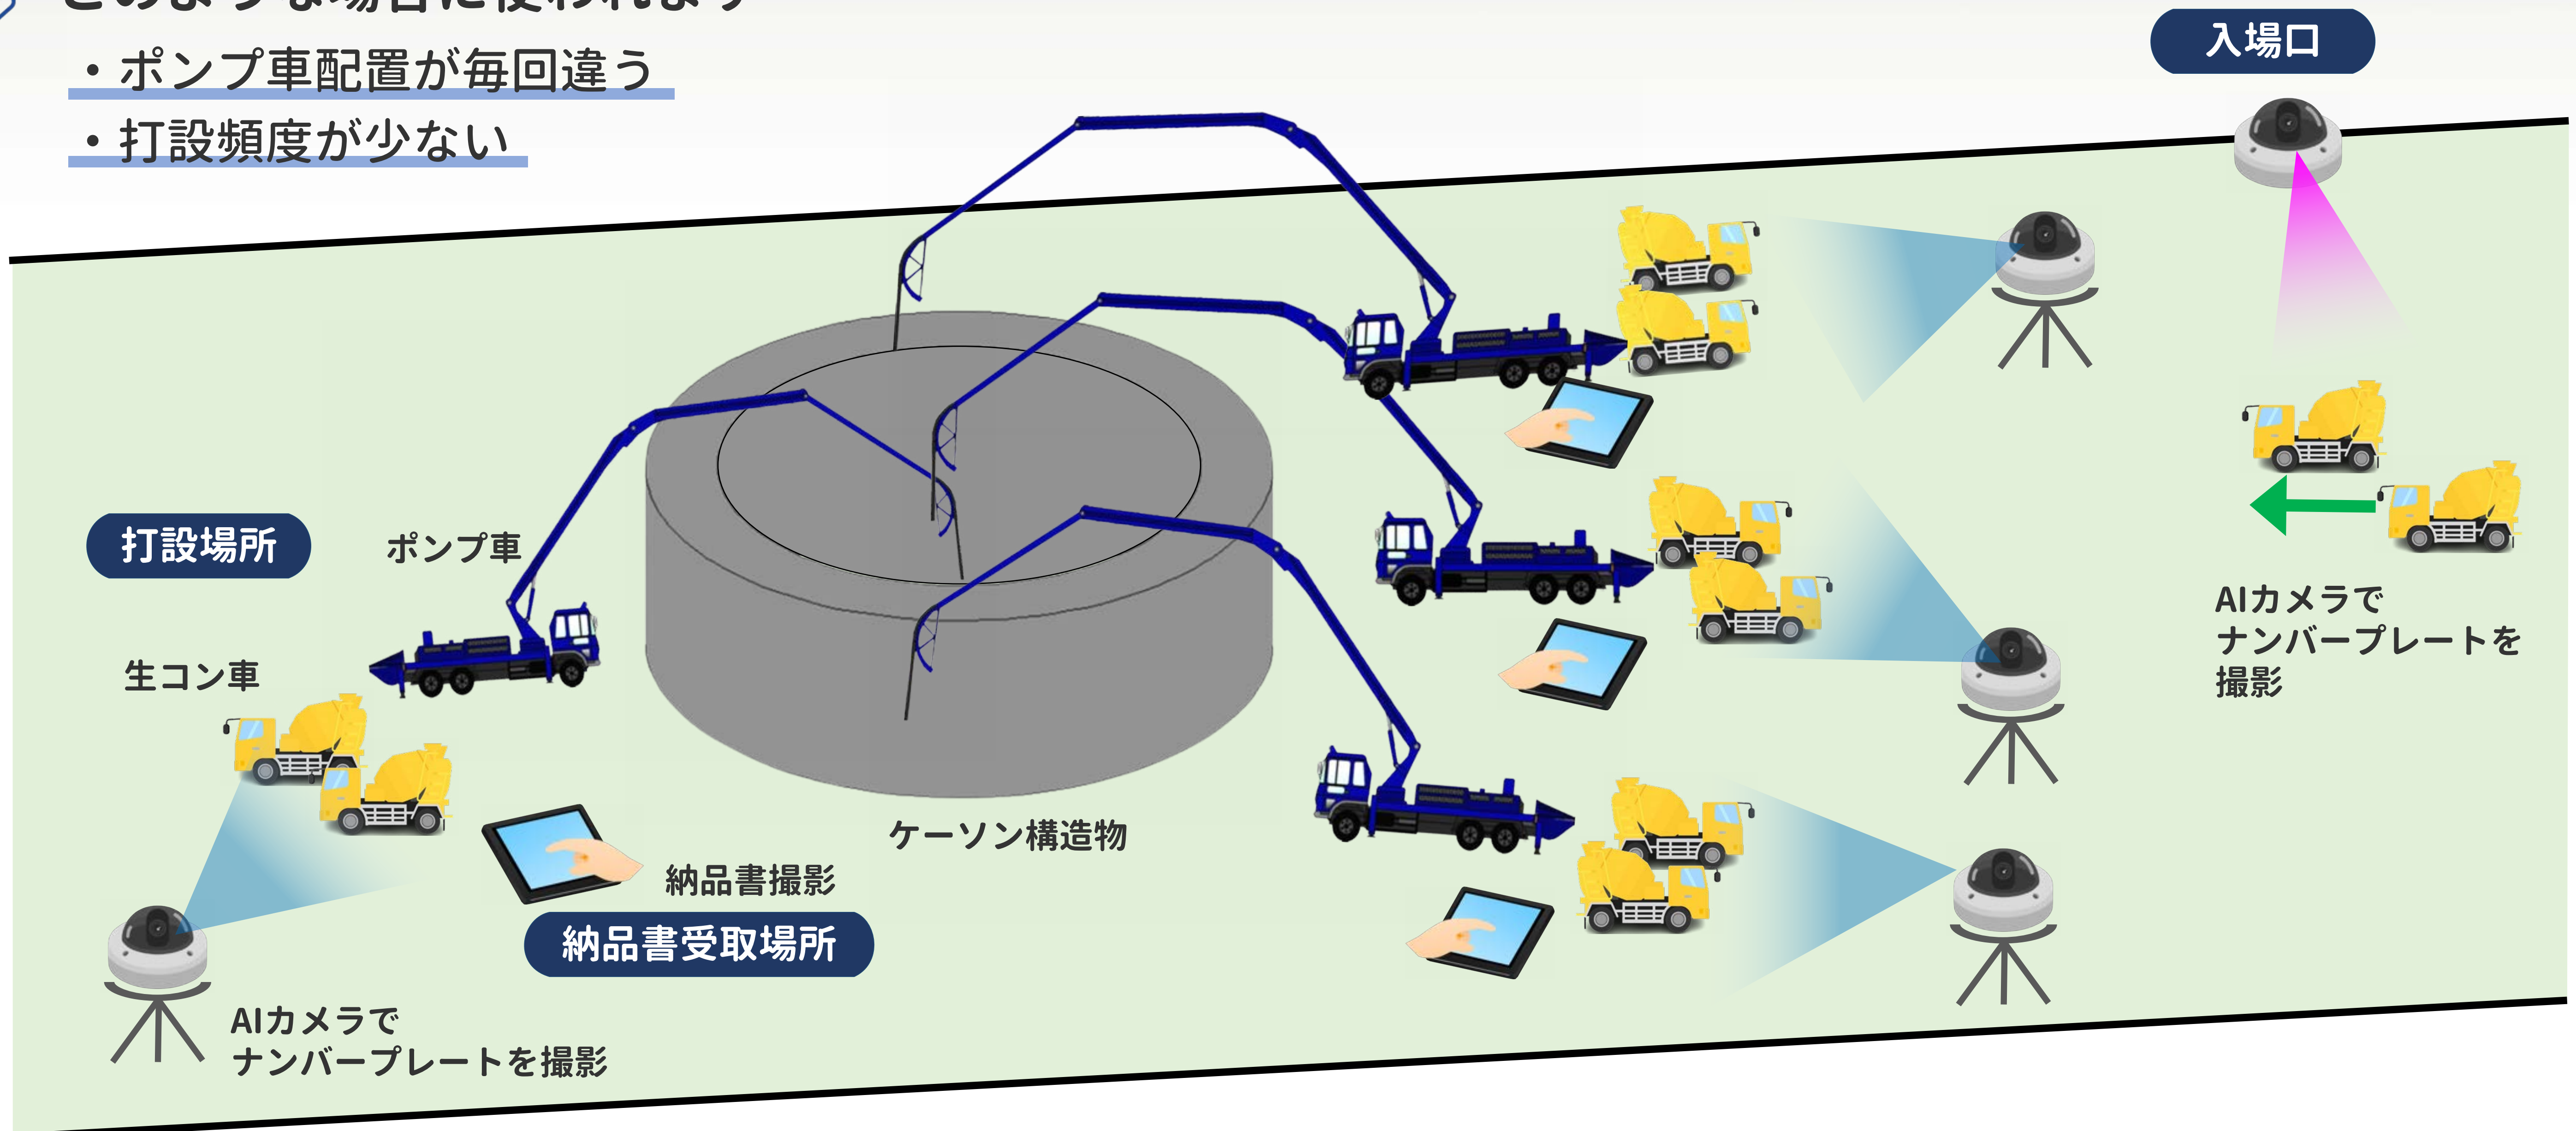 ・ポンプ車配置が毎回違う
・打設頻度が少ない
入場口
打設場所
ポンプ車
生コン車
ケーソン構造物
納品書撮影
納品書受取場所
AIカメラで
ナンバープレートを撮影
AIカメラで
ナンバープレートを
撮影